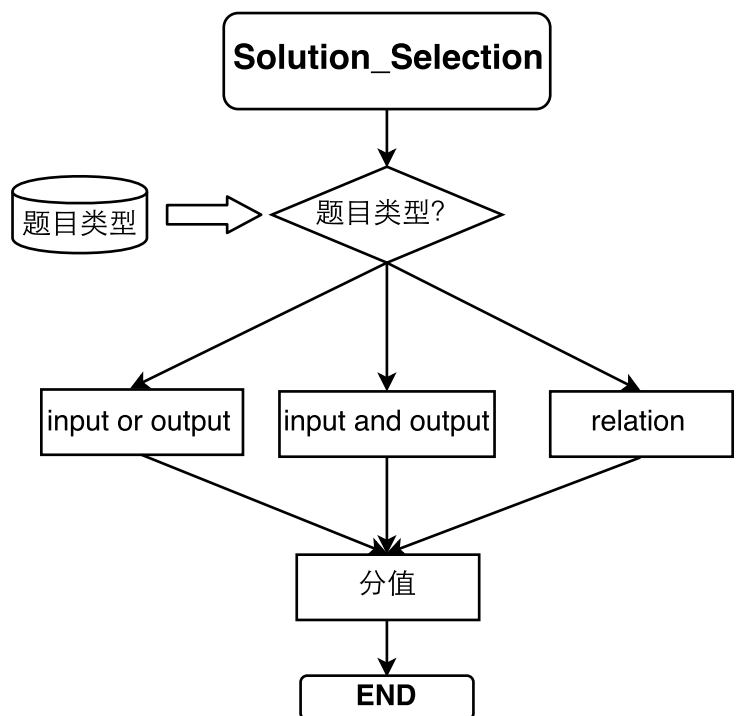 Solution_Selection
题目类型
题目类型?
input or output
input and output
relation
分值
END